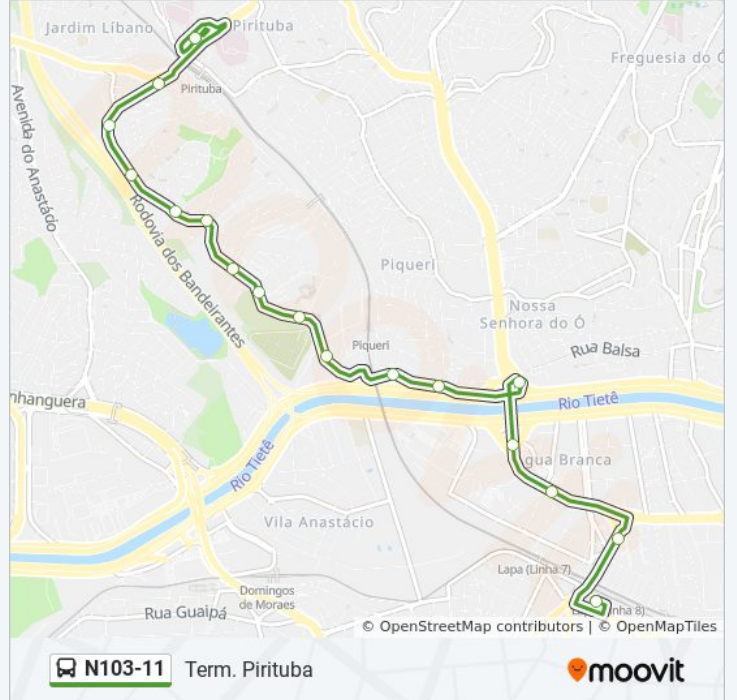 Jardim Líbano
Pirituba
Freguesia do Ó
Pirituba
Avenida do Anastácio
Rodovia dos Bandeirantes
Piqueri
Nossa
Senhora do Ó
Rua Balsa
Piqueri
nhanguera
Rio Tietê
Rio Tietê
gua Branca
Vila Anastácio
Lapa (Linha 7)
Domingos
de Moraes
Rua Guaipá
nha 8)
© OpenStreetMap contributors | © OpenMapTiles
N103-11 Term. Pirituba
moovit